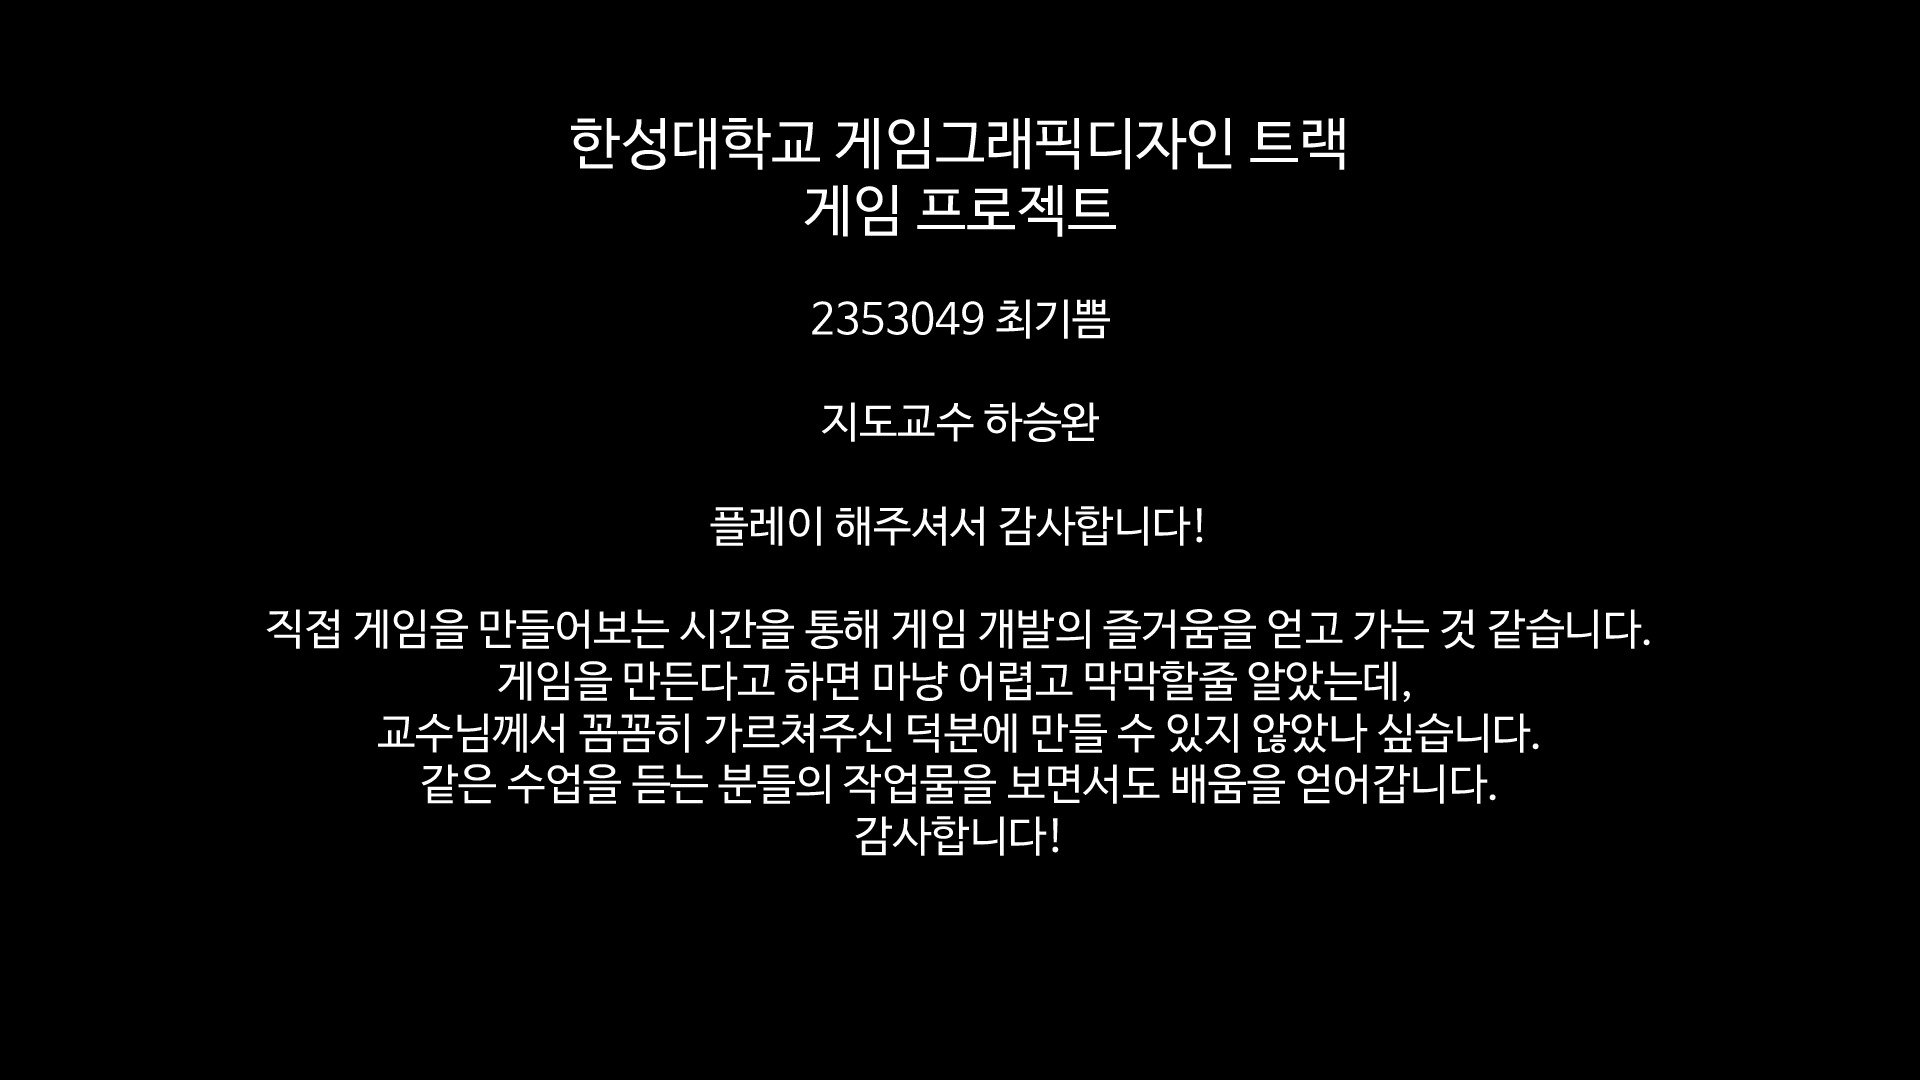 한성대학교 게임그래픽디자인 트랙
게임 프로젝트
2353049 최기쁨
지도교수 하승완
플레이 해주셔서 감사합니다!
직접 게임을 만들어보는 시간을 통해 게임 개발의 즐거움을 얻고 가는 것 같습니다.
게임을 만든다고 하면 마냥 어렵고 막막할줄 알았는데,
교수님께서 꼼꼼히 가르쳐주신 덕분에 만들 수 있지 않았나 싶습니다.
같은 수업을 듣는 분들의 작업물을 보면서도 배움을 얻어갑니다.
감사합니다!